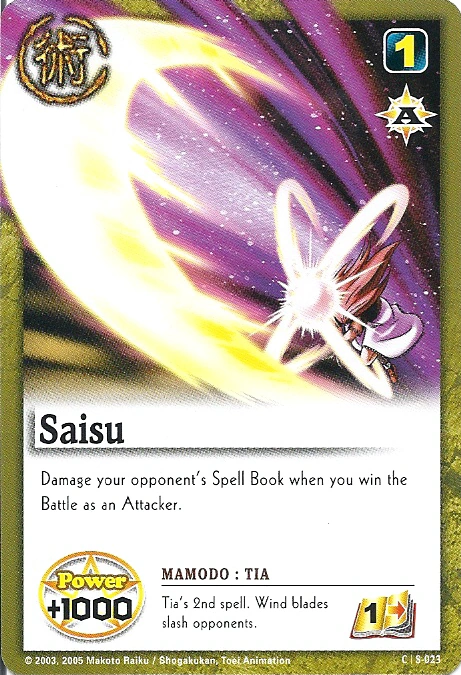 術
1
A
Saisu
Damage your opponent's Spell Book when you win the
Battle as an Attacker.
Power
+1000
MAMODO : TIA
Tia's 2nd spell. Wind blades
slash opponents.
1
© 2003, 2005 Makoto Raiku / Shogakukan, Toei Animation
C | S-023